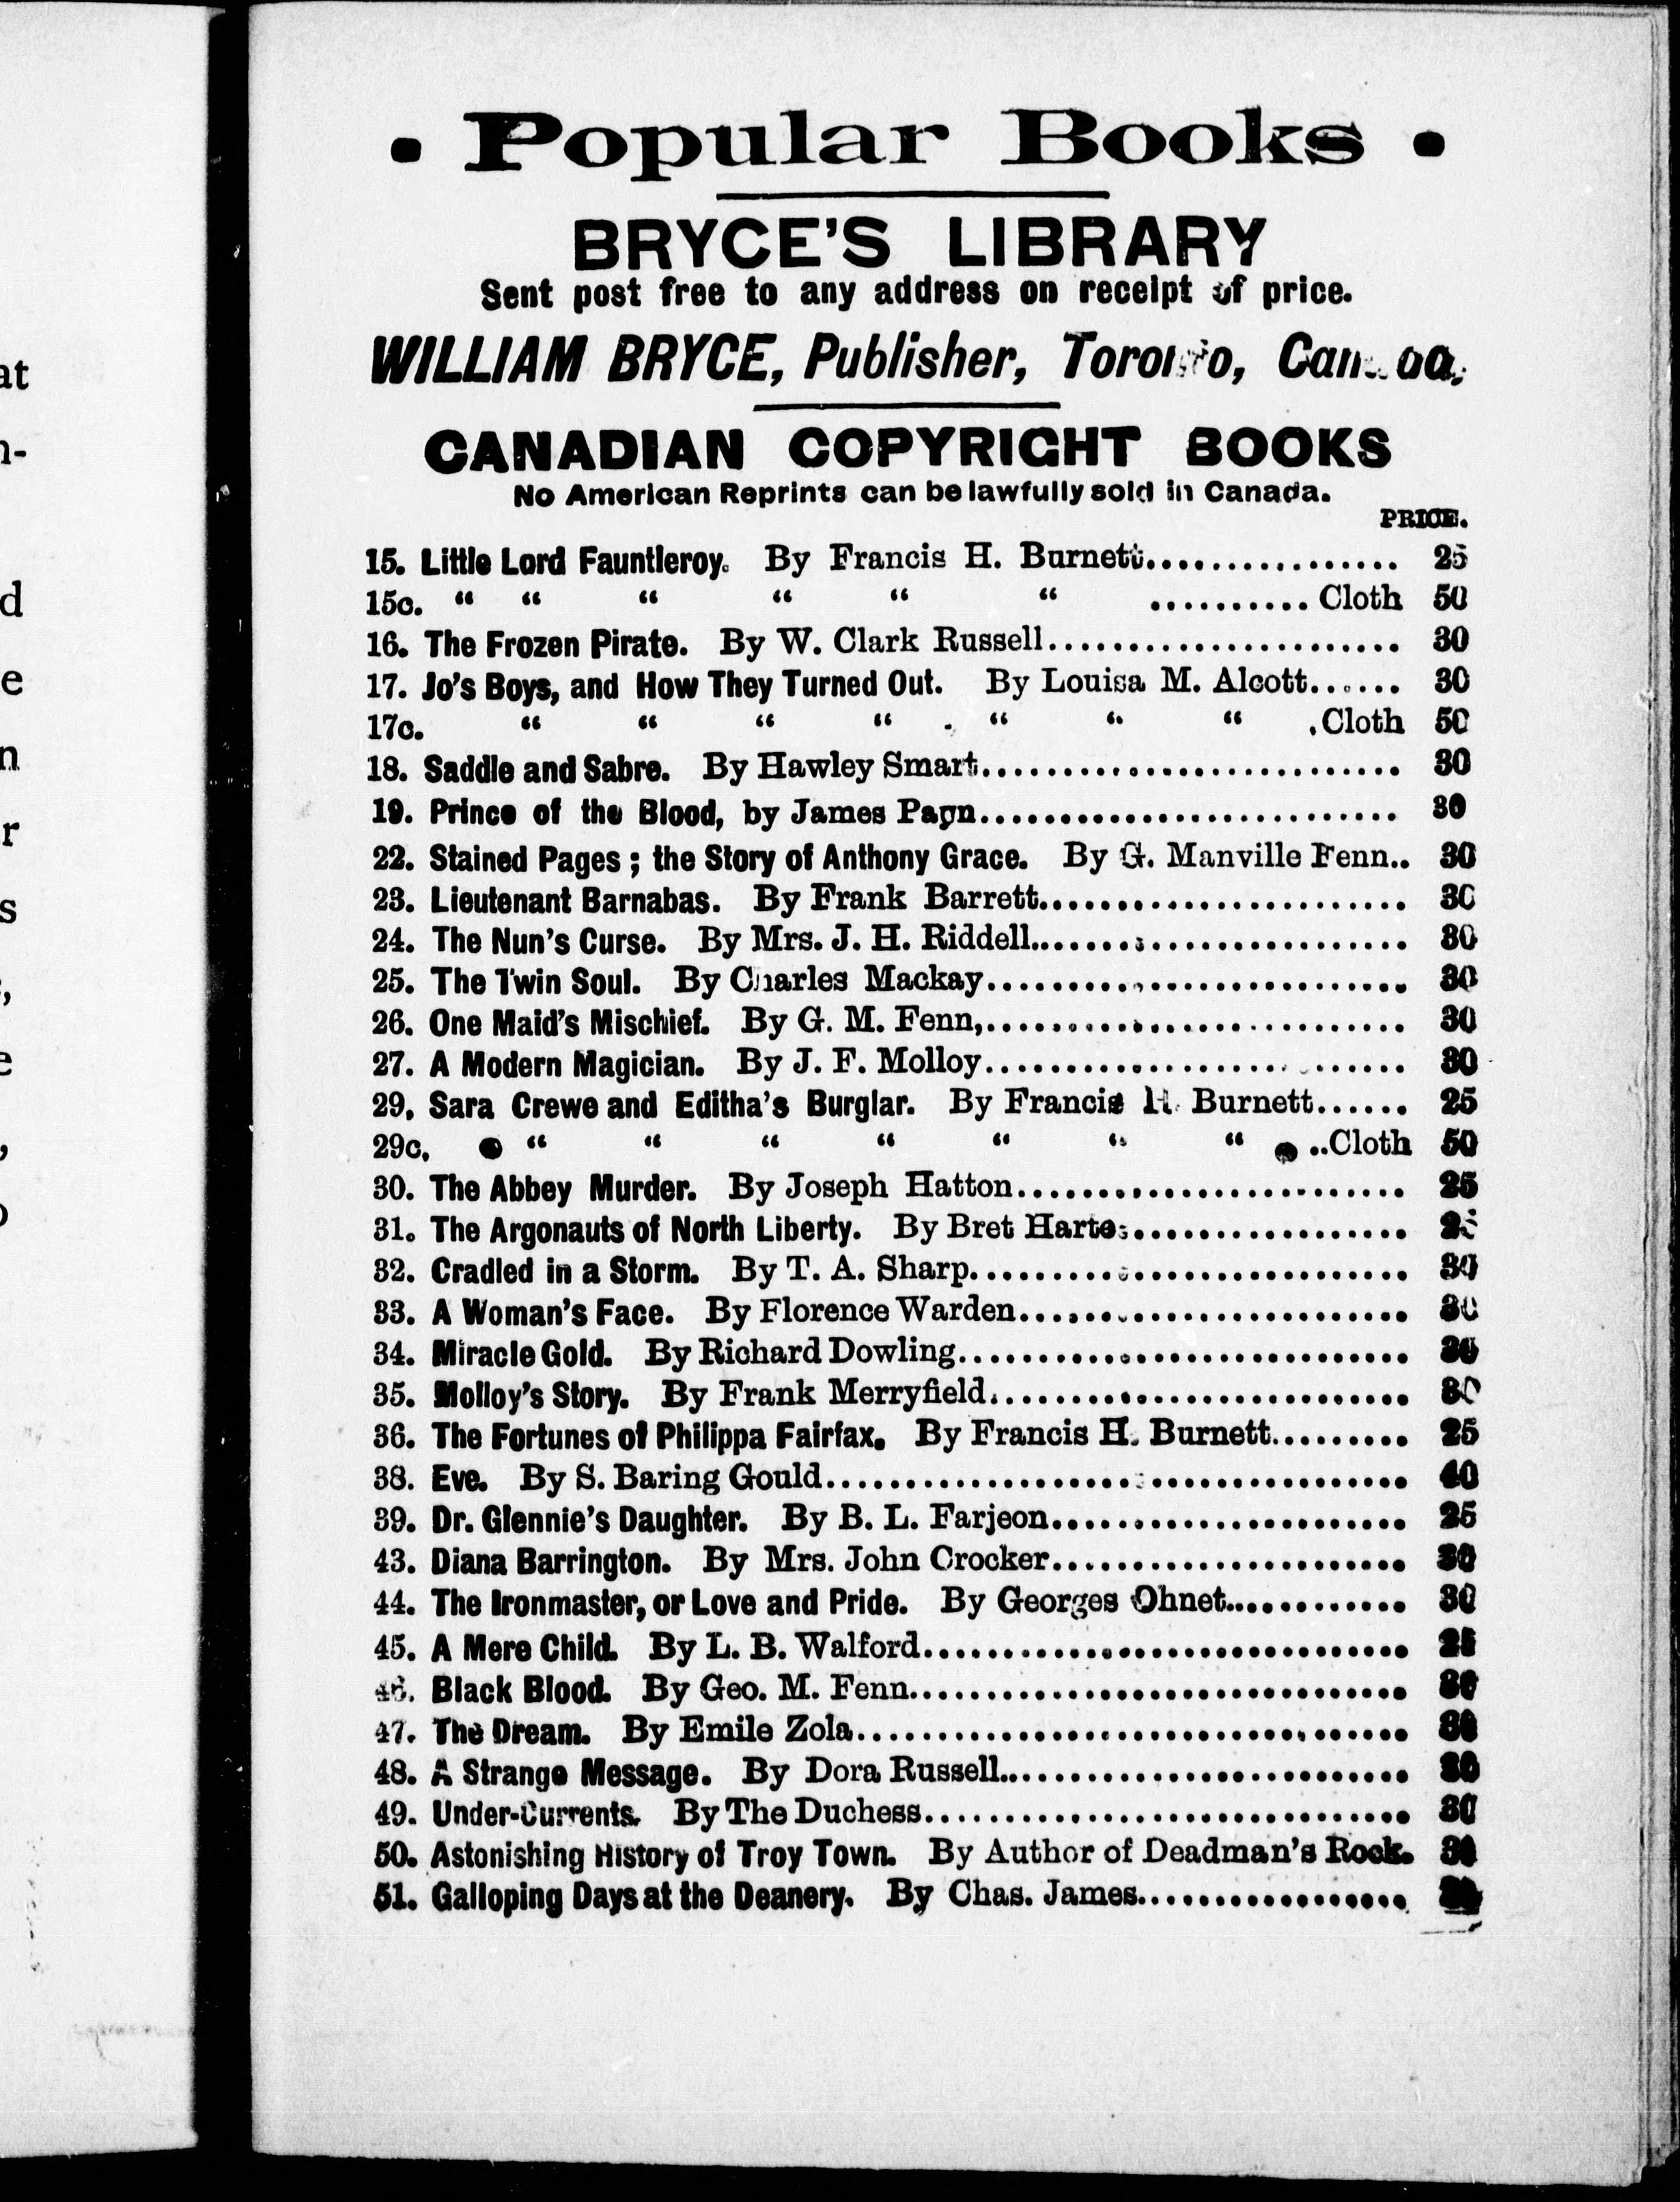 • Popular Books •
BRYCE'S LIBRARY
Sent post free to any address on receipt of price.
WILLIAM BRYCE, Publisher, Toronto, Canada.
CANADIAN COPYRIGHT BOOKS
No American Reprints can be lawfully sold in Canada.
PRICE.
15. Little Lord Fauntleroy. By Francis H. Burnett................ 25
15c. “ “ “ “ “ “ .......... Cloth 50
16. The Frozen Pirate. By W. Clark Russell...................... 30
17. Jo's Boys, and How They Turned Out. By Louisa M. Alcott...... 30
17c. “ “ “ “ “ “ “ .Cloth 50
18. Saddle and Sabre. By Hawley Smart.......................... 30
19. Prince of the Blood, by James Payn.......................... 30
22. Stained Pages ; the Story of Anthony Grace. By G. Manville Fenn.. 30
23. Lieutenant Barnabas. By Frank Barrett....................... 30
24. The Nun's Curse. By Mrs. J. H. Riddell........................ 30
25. The Twin Soul. By Charles Mackay........................... 30
26. One Maid's Mischief. By G. M. Fenn,.......................... 30
27. A Modern Magician. By J. F. Molloy.......................... 30
29. Sara Crewe and Editha's Burglar. By Francis H. Burnett...... 25
29c. “ “ “ “ “ “ “ ..Cloth 50
30. The Abbey Murder. By Joseph Hatton........................ 25
31. The Argonauts of North Liberty. By Bret Harte.................. 25
32. Cradled in a Storm. By T. A. Sharp........................... 30
33. A Woman's Face. By Florence Warden........................ 30
34. Miracle Gold. By Richard Dowling............................ 30
35. Molloy's Story. By Frank Merryfield.......................... 30
36. The Fortunes of Philippa Fairfax. By Francis H. Burnett......... 25
38. Eve. By S. Baring Gould.................................... 40
39. Dr. Glennie's Daughter. By B. L. Farjeon...................... 25
43. Diana Barrington. By Mrs. John Crocker...................... 30
44. The Ironmaster, or Love and Pride. By Georges Ohnet............ 30
45. A Mere Child. By L. B. Walford.............................. 25
46. Black Blood. By Geo. M. Fenn............................... 30
47. The Dream. By Emile Zola.................................. 30
48. A Strange Message. By Dora Russell.......................... 30
49. Under-Currents. By The Duchess.............................. 30
50. Astonishing History of Troy Town. By Author of Deadman's Rock. 30
51. Galloping Days at the Deanery. By Chas. James.................
at
n-
d
e
n
r
s